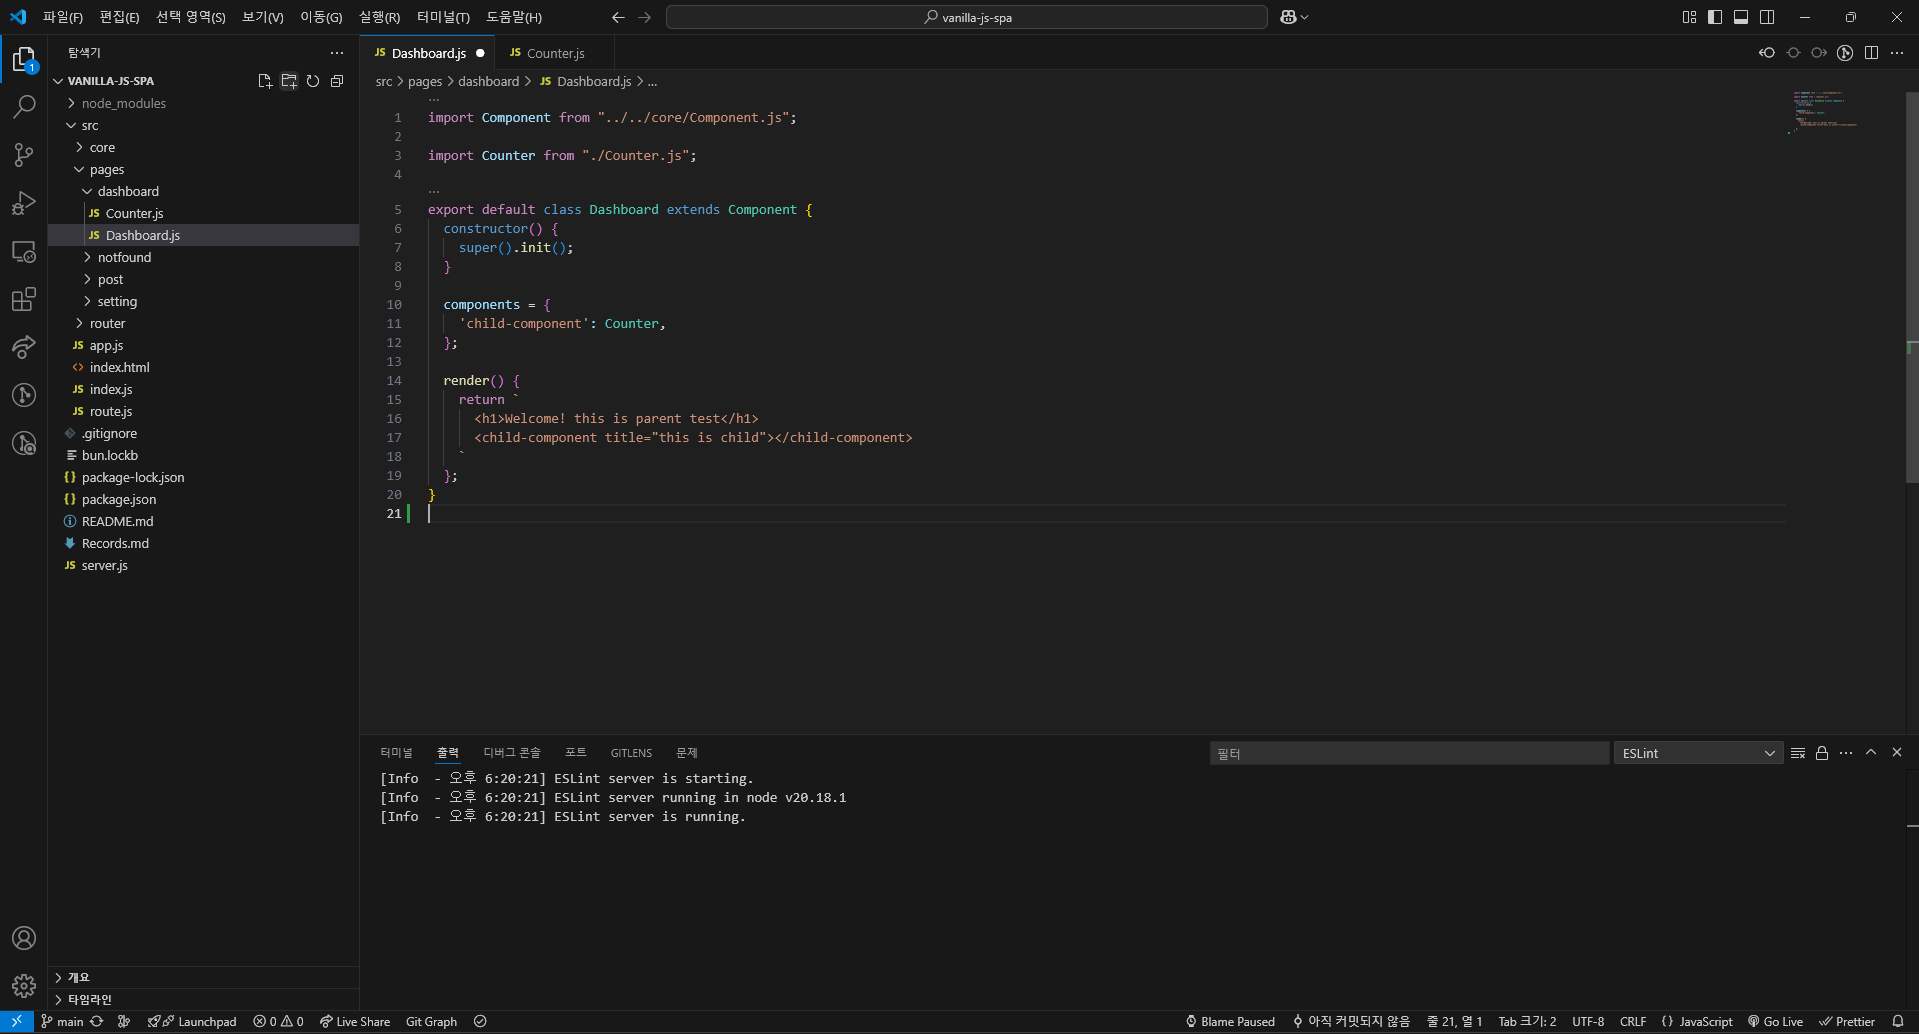 파일(F) 편집(E) 선택 영역(S) 보기(V) 이동(G) 실행(R) 터미널(T) 도움말(H) vanilla-js-spa
탐색기 ...
VANILLA-JS-SPA
node_modules
src
core
pages
dashboard
JS Counter.js
JS Dashboard.js
notfound
post
setting
router
JS app.js
<> index.html
JS index.js
JS route.js
.gitignore
bun.lockb
{} package-lock.json
{} package.json
README.md
Records.md
JS server.js
개요
타임라인
1
JS Dashboard.js JS Counter.js
src > pages > dashboard > JS Dashboard.js > ...
...
1 import Component from "../../core/Component.js";
2
3 import Counter from "./Counter.js";
4
...
5 export default class Dashboard extends Component {
6 constructor() {
7 super().init();
8 }
9
10 components = {
11 'child-component': Counter,
12 };
13
14 render() {
15 return `
16 <h1>Welcome! this is parent test</h1>
17 <child-component title="this is child"></child-component>
18 `
19 };
20 }
21
터미널 출력 디버그 콘솔 포트 GITLENS 문제 필터 ESLint
[Info  - 오후 6:20:21] ESLint server is starting.
[Info  - 오후 6:20:21] ESLint server running in node v20.18.1
[Info  - 오후 6:20:21] ESLint server is running.
main Launchpad 0 0 Live Share Git Graph Blame Paused 아직 커밋되지 않음 줄 21, 열 1 Tab 크기: 2 UTF-8 CRLF {} JavaScript Go Live Prettier